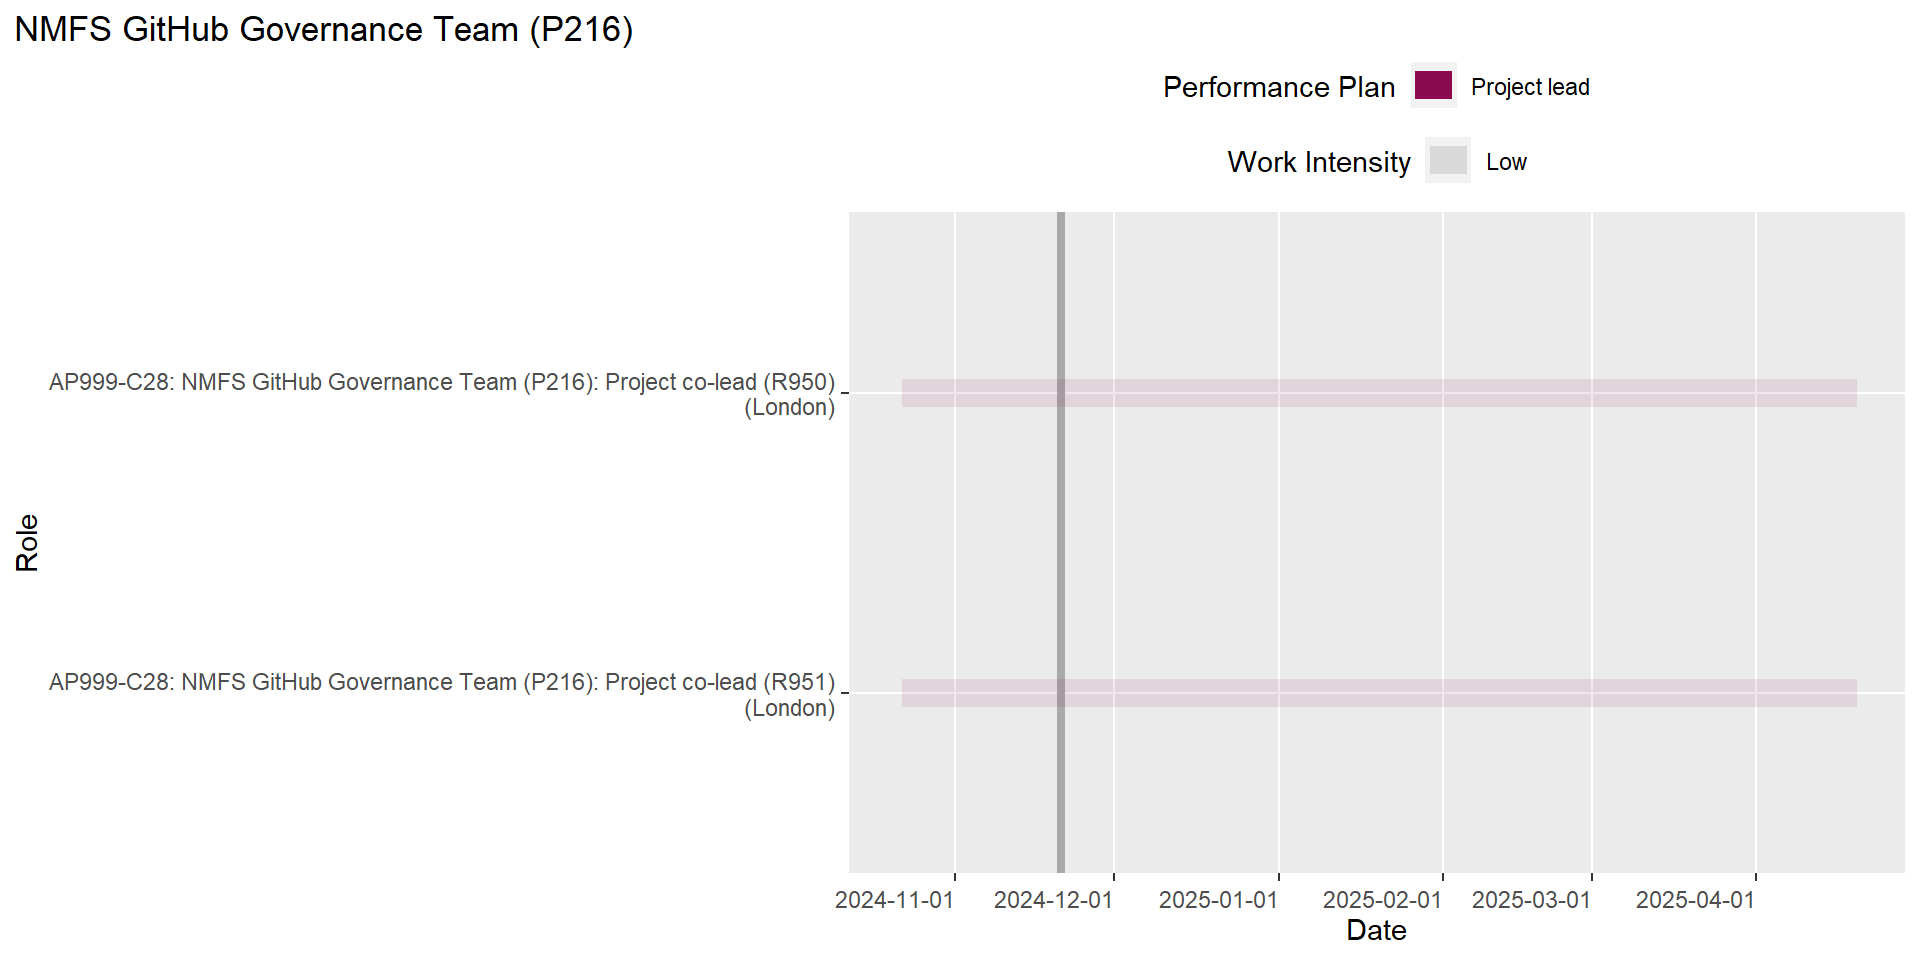 NMFS GitHub Governance Team (P216)
Performance Plan Project lead
Work Intensity Low
AP999-C28: NMFS GitHub Governance Team (P216): Project co-lead (R950)
(London)
Role
AP999-C28: NMFS GitHub Governance Team (P216): Project co-lead (R951)
(London)
2024-11-01 2024-12-01 2025-01-01 2025-02-01 2025-03-01 2025-04-01
Date